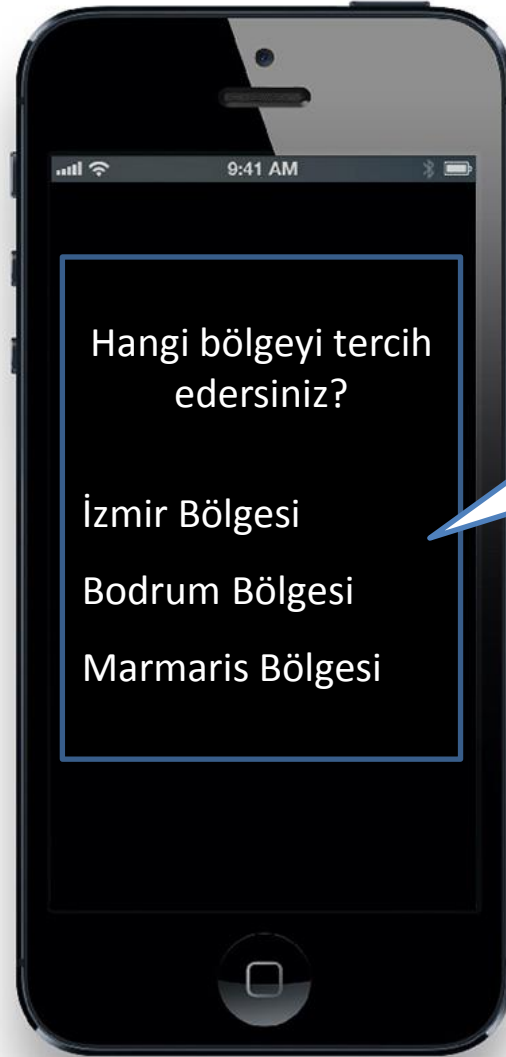 9:41 AM
Hangi bölgeyi tercih
edersiniz?
İzmir Bölgesi
Bodrum Bölgesi
Marmaris Bölgesi